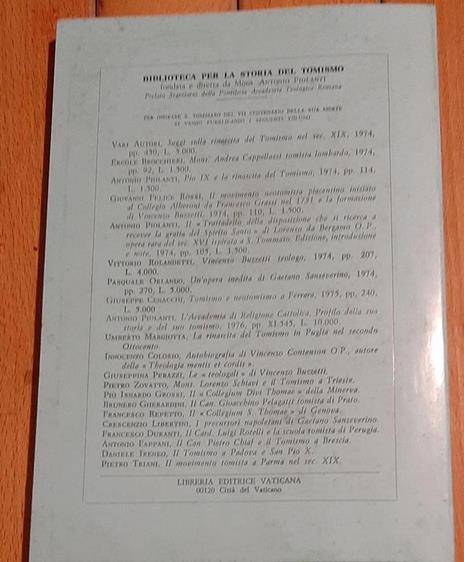 BIBLIOTECA PER LA STORIA DEL TOMISMO
fondata e diretta da Mons. ANTONIO PIOLANTI
Prelato Segretario della Pontificia Accademia Teologica Romana
PER ONORARE S. TOMMASO NEL VII CENTENARIO DELLA SUA MORTE
SI VANNO PUBBLICANDO I SEGUENTI VOLUMI
VARI AUTORI, Saggi sulla rinascita del Tomismo nel sec. XIX, 1974,
pp. 450, L. 5.000.
ERCOLE BROCCHIERI, Mons. Andrea Cappellazzi tomista lombardo, 1974,
pp. 92, L. 1.500.
ANTONIO PIOLANTI, Pio IX e la rinascita del Tomismo, 1974, pp. 114,
L. 1.500.
GIOVANNI FELICE ROSSI, Il movimento neotomista piacentino iniziato
al Collegio Alberoni da Francesco Grassi nel 1751 e la formazione
di Vincenzo Buzzetti, 1974, pp. 110, L. 1.500.
ANTONIO PIOLANTI, Il « Trattadello della disposizione che si ricerca a
recever la gratia del Spirito Santo » di Lorenzo da Bergamo O.P.,
opera rara del sec. XVI ispirata a S. Tommaso. Edizione, introduzione
e note, 1974, pp. 105, L. 1.500.
VITTORIO ROLANDETTI, Vincenzo Buzzetti teologo, 1974, pp. 207,
L. 4.000.
PASQUALE ORLANDO, Un'opera inedita di Gaetano Sanseverino, 1974,
pp. 270, L. 5.000.
GIUSEPPE CENACCHI, Tomismo e neotomismo a Ferrara, 1975, pp. 240,
L. 5.000
ANTONIO PIOLANTI, L'Accademia di Religione Cattolica. Profilo della sua
storia e del suo tomismo, 1976, pp. XI-545, L. 10.000.
UMBERTO MARGIOTTA, La rinascita del Tomismo in Puglia nel secondo
Ottocento.
INNOCENZO COLOSIO, Autobiografia di Vincenzo Contenson O.P., autore
della « Theologia mentis et cordis ».
GIUSEPPINA PERAZZI, Le « teologali » di Vincenzo Buzzetti.
PIETRO ZOVATTO, Mons. Lorenzo Schiavi e il Tomismo a Trieste.
PIO ISNARDO GROSSI, Il « Collegium Divi Thomae » della Minerva.
BRUNERO GHERARDINI, Il Can. Gioacchino Pelagatti tomista di Prato.
FRANCESCO REPETTO, Il « Collegium S. Thomae » di Genova.
CRESCENZIO LIBERTINI, I precursori napoletani di Gaetano Sanseverino.
FRANCESCO DURANTI, Il Card. Luigi Rotelli e la scuola tomista di Perugia.
ANTONIO FAPPANI, Il Can. Pietro Chiaf e il Tomismo a Brescia.
DANIELE IRENEO, Il Tomismo a Padova e San Pio X.
PIETRO TRIANI, Il movimento tomista a Parma nel sec. XIX.
LIBRERIA EDITRICE VATICANA
00120 Città del Vaticano